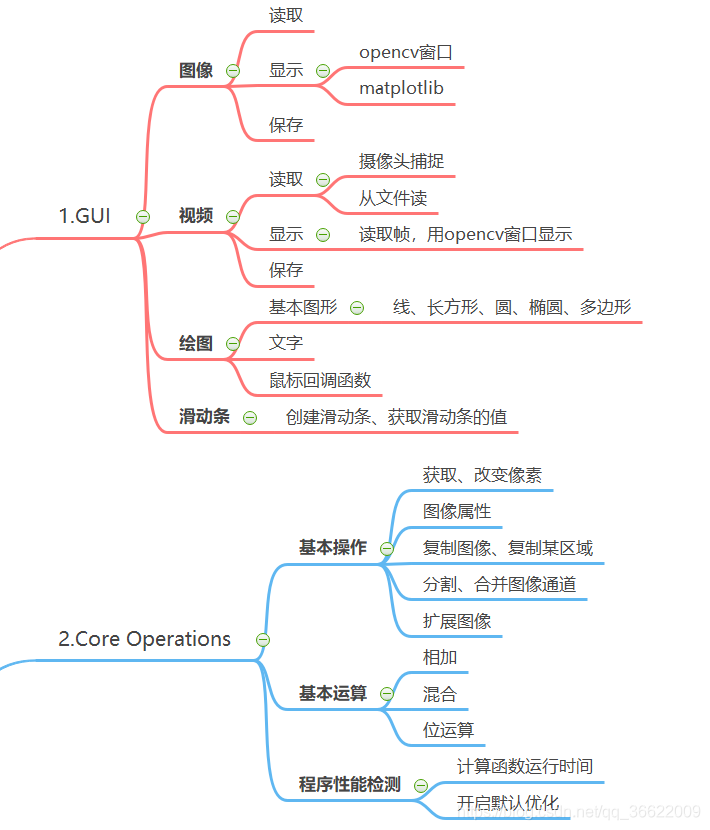 1.GUI
图像
读取
显示
opencv窗口
matplotlib
保存
视频
读取
摄像头捕捉
从文件读
显示
读取帧，用opencv窗口显示
保存
绘图
基本图形
线、长方形、圆、椭圆、多边形
文字
鼠标回调函数
滑动条
创建滑动条、获取滑动条的值
2.Core Operations
基本操作
获取、改变像素
图像属性
复制图像、复制某区域
分割、合并图像通道
扩展图像
基本运算
相加
混合
位运算
程序性能检测
计算函数运行时间
开启默认优化
https://blog.csdn.net/qq_36622009